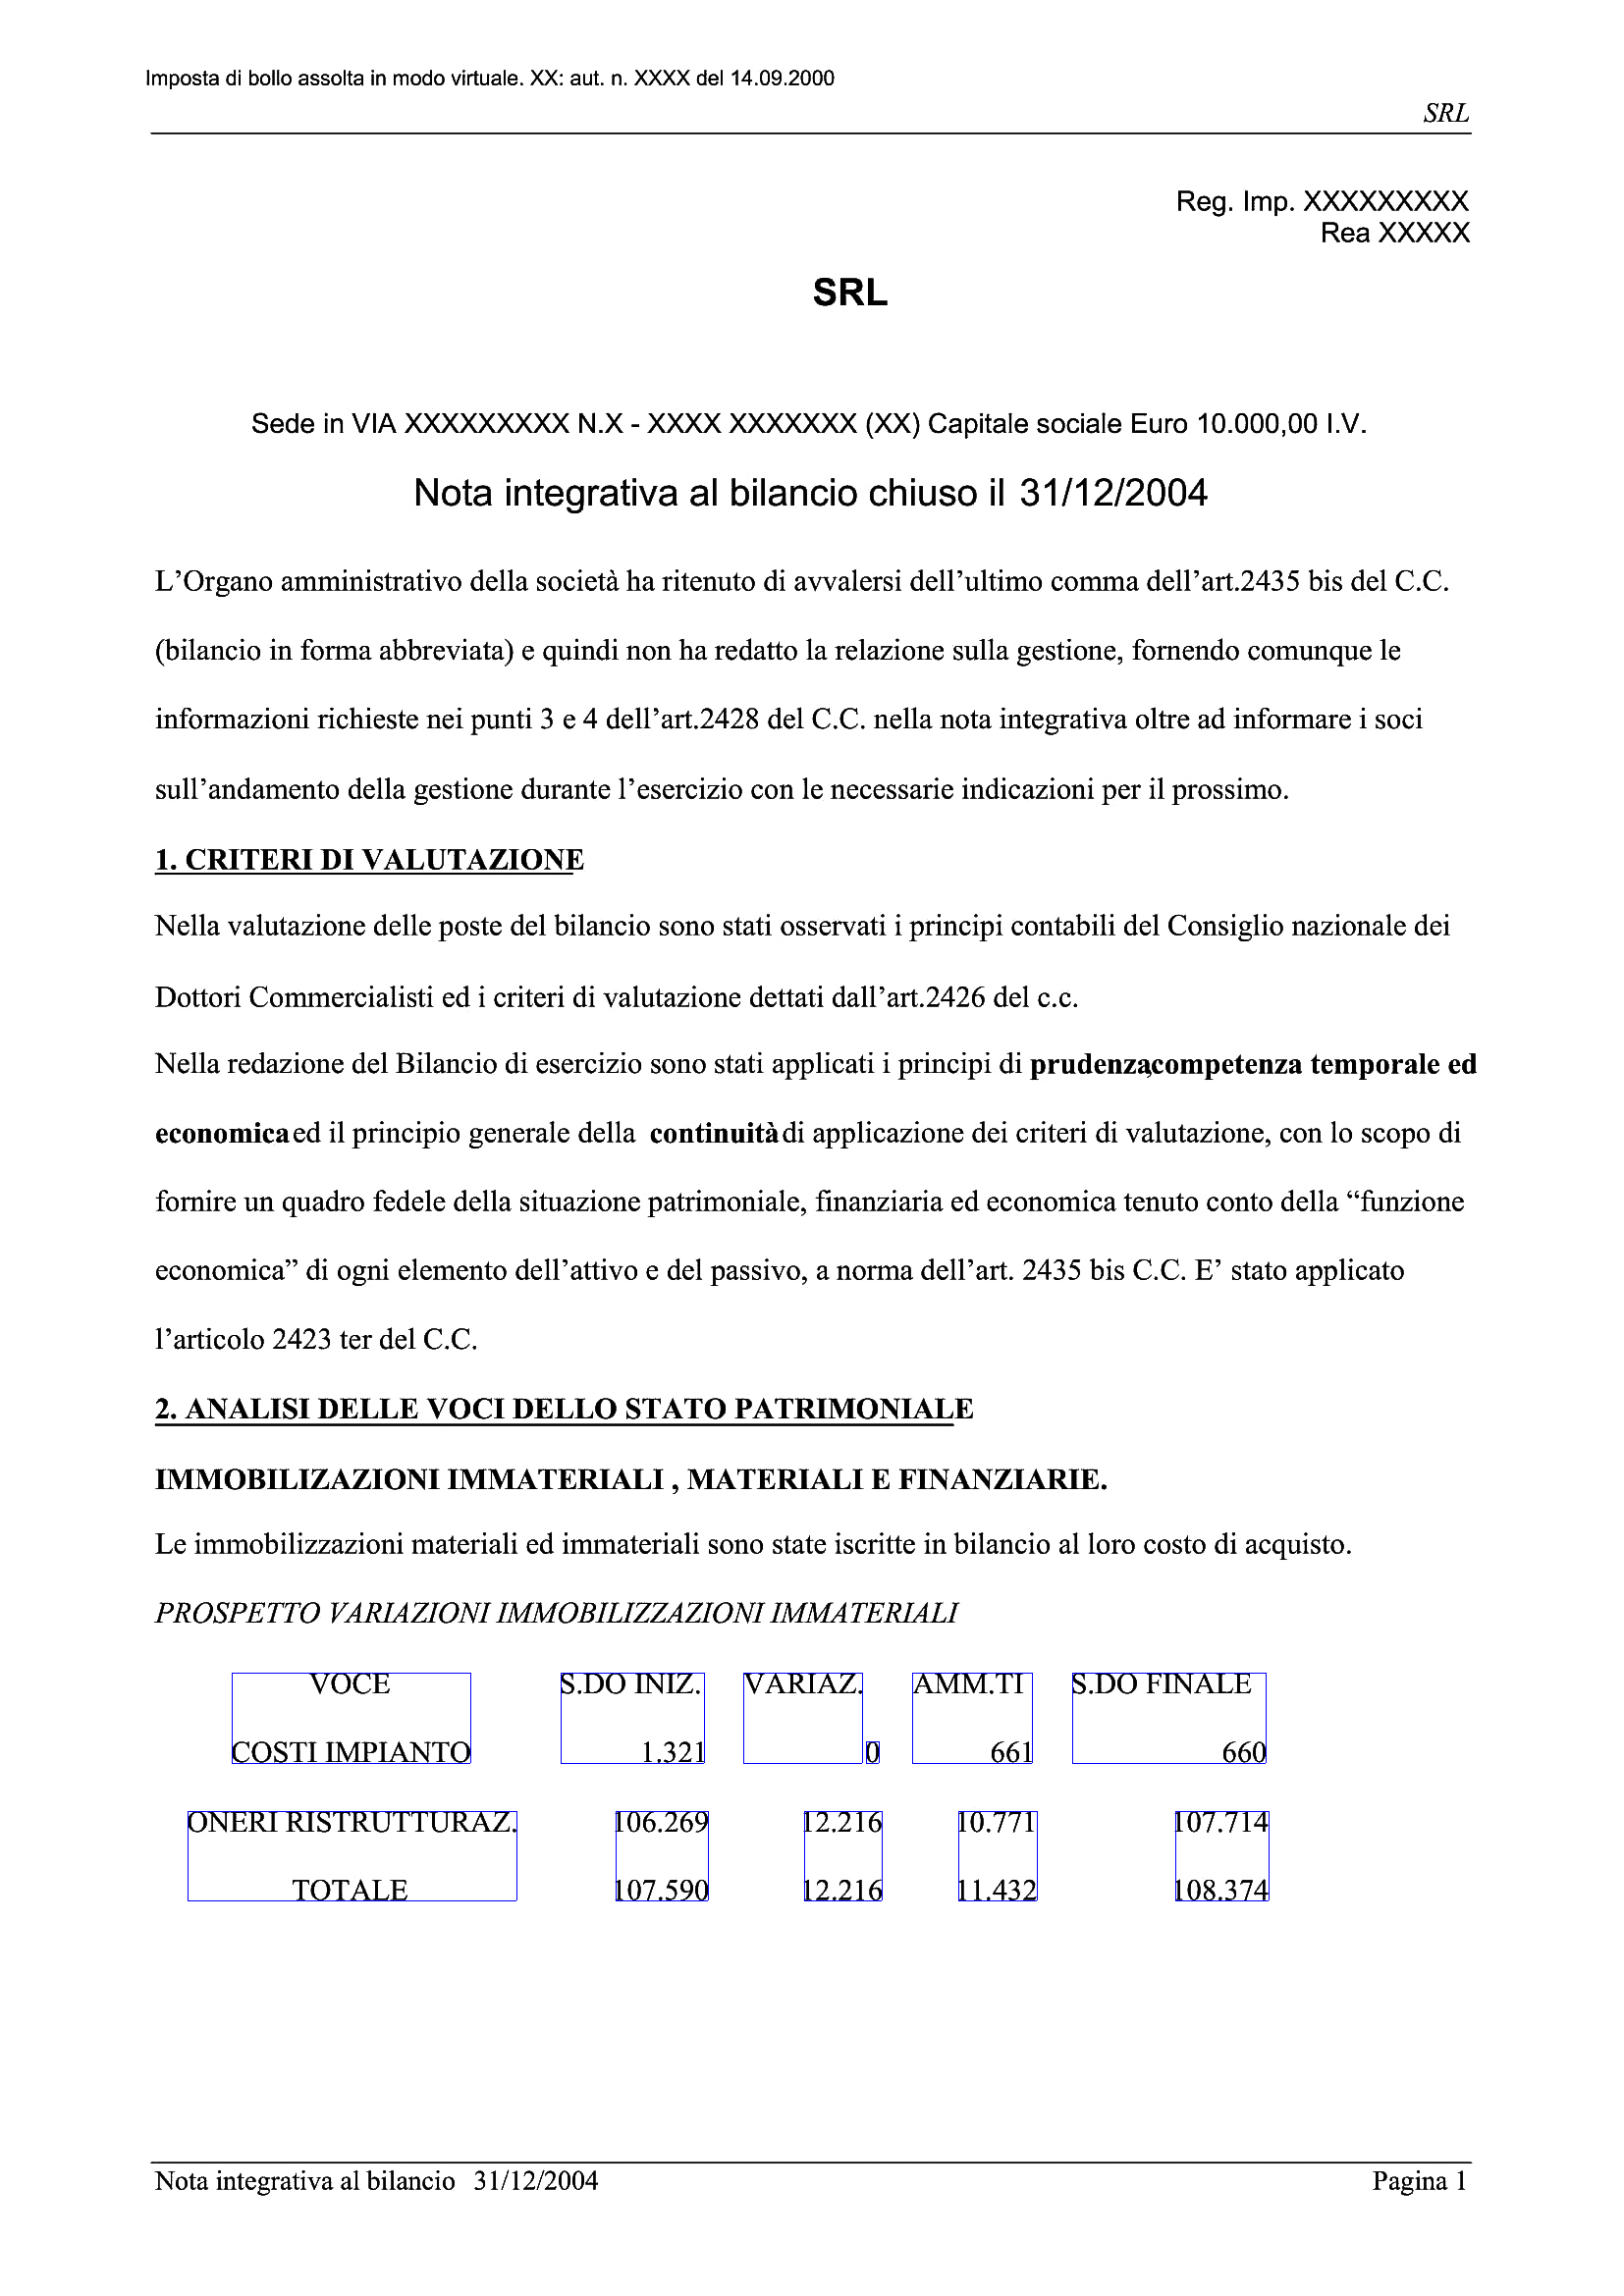 Imposta di bollo assolta in modo virtuale. XX: aut. n. XXXX del 14.09.2000
SRL
Reg. Imp. XXXXXXXXX
Rea XXXXX
SRL
Sede in VIA XXXXXXXXX N.X - XXXX XXXXXXX (XX) Capitale sociale Euro 10.000,00 I.V.
Nota integrativa al bilancio chiuso il 31/12/2004
L’Organo amministrativo della società ha ritenuto di avvalersi dell’ultimo comma dell’art.2435 bis del C.C.
(bilancio in forma abbreviata) e quindi non ha redatto la relazione sulla gestione, fornendo comunque le
informazioni richieste nei punti 3 e 4 dell’art.2428 del C.C. nella nota integrativa oltre ad informare i soci
sull’andamento della gestione durante l’esercizio con le necessarie indicazioni per il prossimo.
1. CRITERI DI VALUTAZIONE
Nella valutazione delle poste del bilancio sono stati osservati i principi contabili del Consiglio nazionale dei
Dottori Commercialisti ed i criteri di valutazione dettati dall’art.2426 del c.c.
Nella redazione del Bilancio di esercizio sono stati applicati i principi di prudenza,competenza temporale ed
economica ed il principio generale della continuità di applicazione dei criteri di valutazione, con lo scopo di
fornire un quadro fedele della situazione patrimoniale, finanziaria ed economica tenuto conto della “funzione
economica” di ogni elemento dell’attivo e del passivo, a norma dell’art. 2435 bis C.C. E’ stato applicato
l’articolo 2423 ter del C.C.
2. ANALISI DELLE VOCI DELLO STATO PATRIMONIALE
IMMOBILIZAZIONI IMMATERIALI , MATERIALI E FINANZIARIE.
Le immobilizzazioni materiali ed immateriali sono state iscritte in bilancio al loro costo di acquisto.
PROSPETTO VARIAZIONI IMMOBILIZZAZIONI IMMATERIALI
VOCE S.DO INIZ. VARIAZ. AMM.TI S.DO FINALE
COSTI IMPIANTO 1.321 0 661 660
ONERI RISTRUTTURAZ. 106.269 12.216 10.771 107.714
TOTALE 107.590 12.216 11.432 108.374
Nota integrativa al bilancio 31/12/2004 Pagina 1